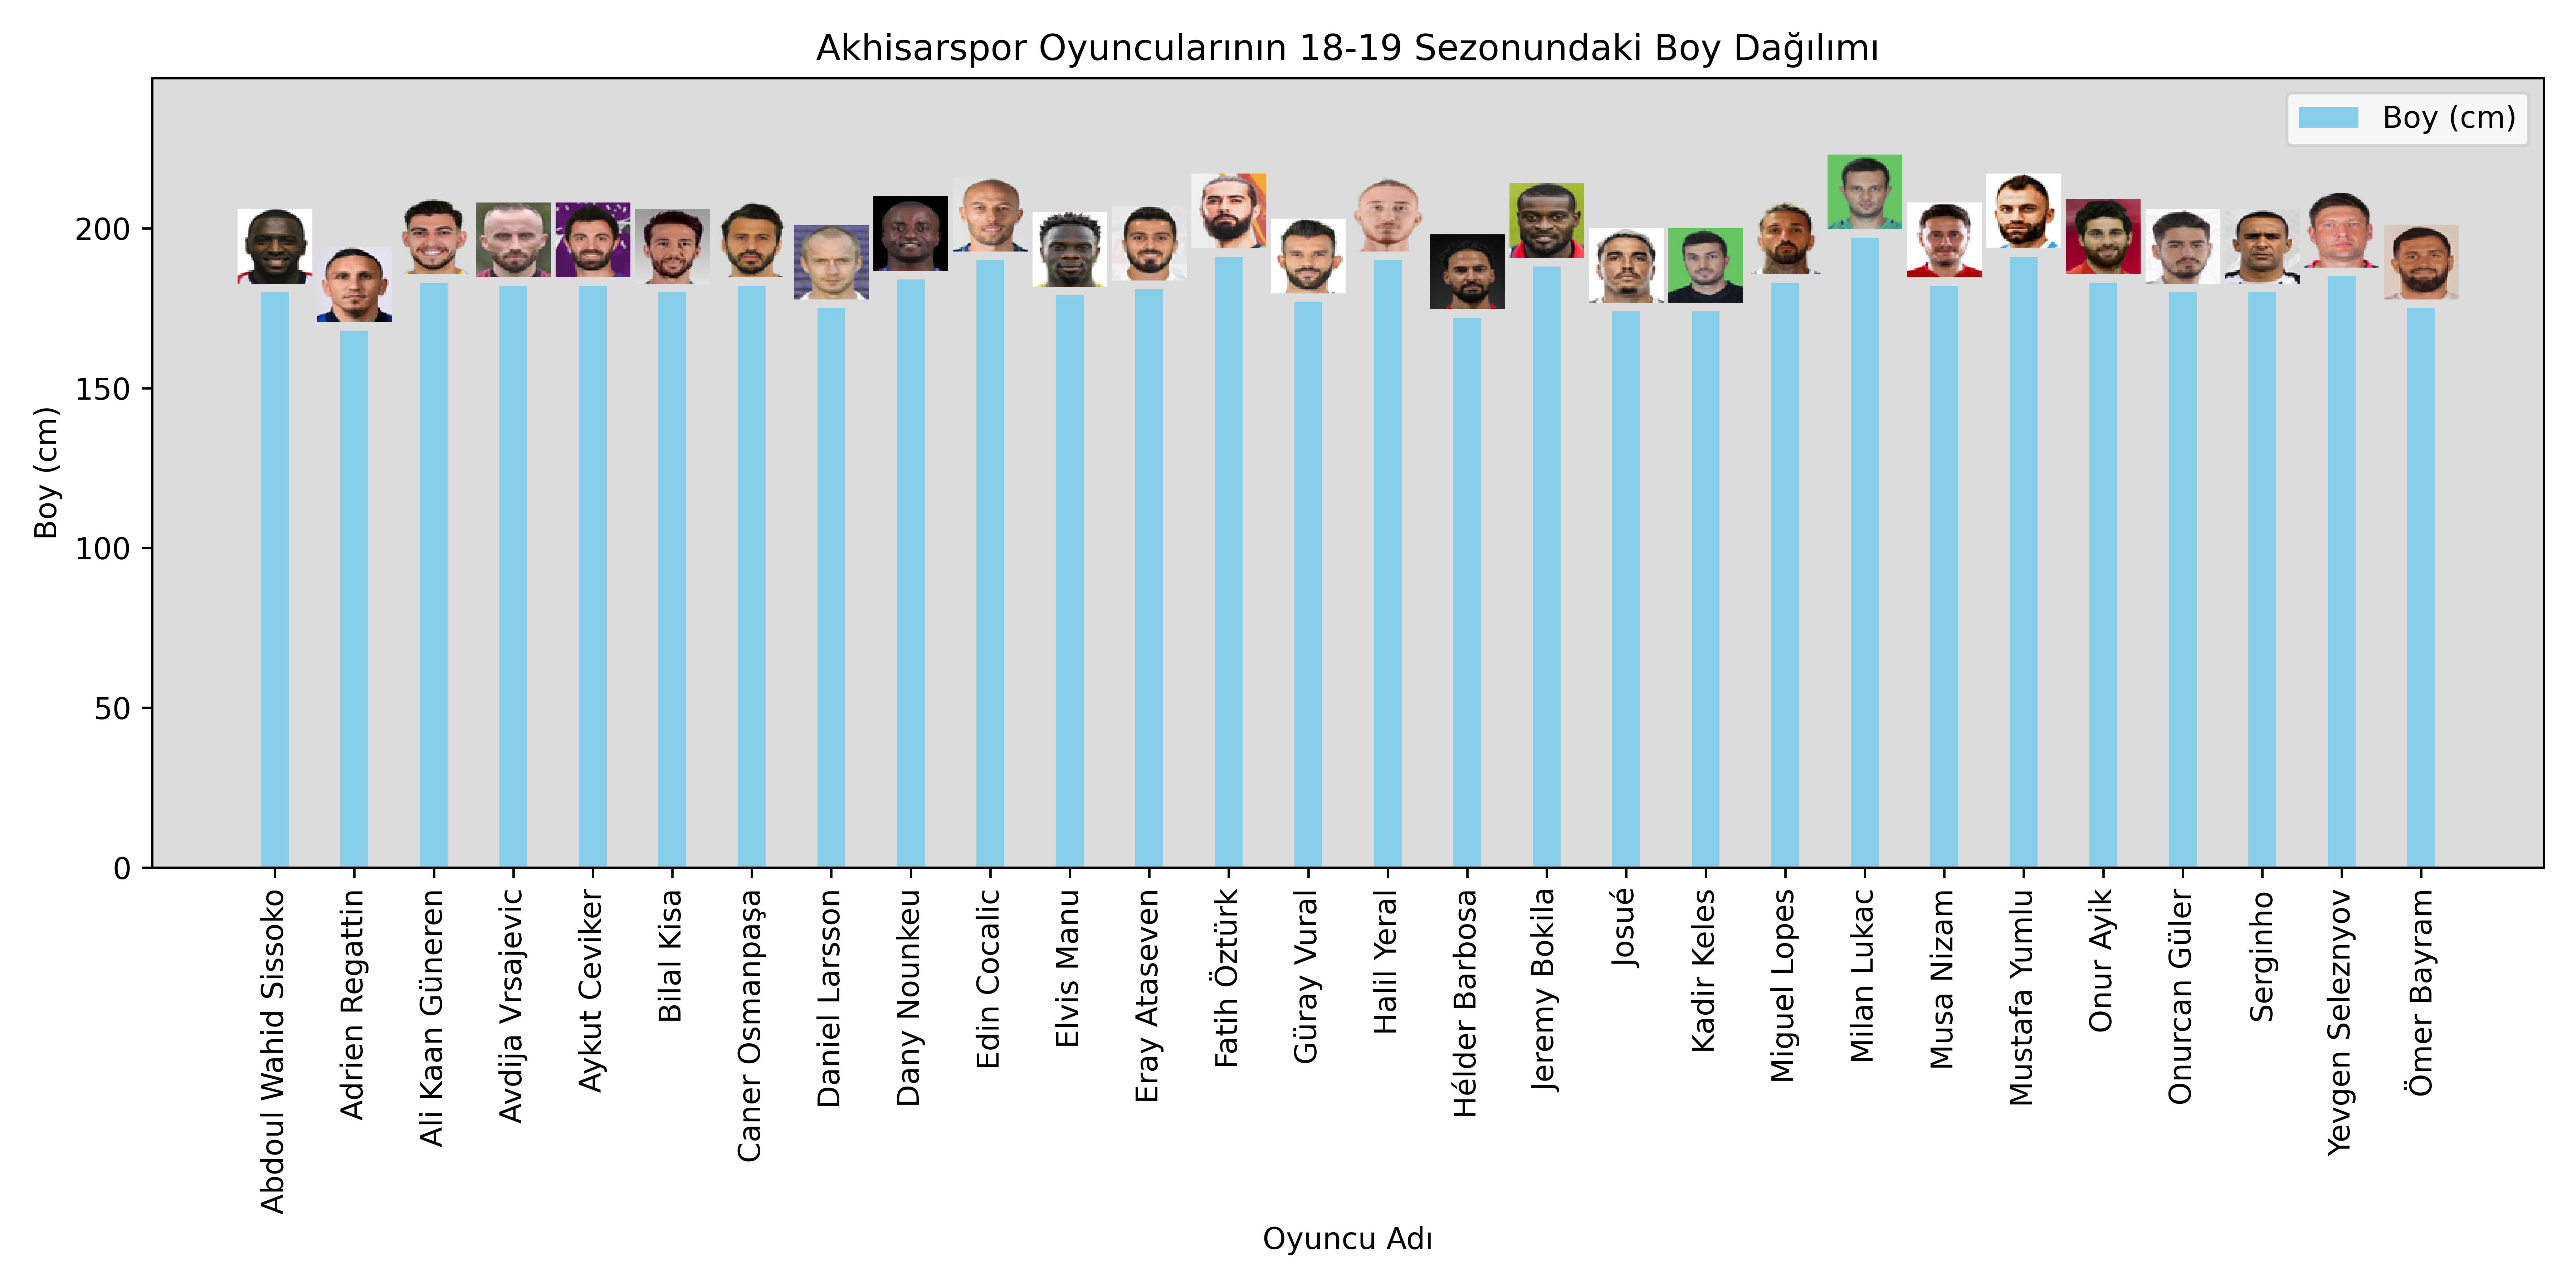 Akhisarspor Oyuncularının 18-19 Sezonundaki Boy Dağılımı
Boy (cm)
200
150
100
50
0
Boy (cm)
Abdoul Wahid Sissoko
Adrien Regattin
Ali Kaan Güneren
Avdija Vrsajevic
Aykut Ceviker
Bilal Kisa
Caner Osmanpaşa
Daniel Larsson
Dany Nounkeu
Edin Cocalic
Elvis Manu
Eray Ataseven
Fatih Öztürk
Güray Vural
Halil Yeral
Hélder Barbosa
Jeremy Bokila
Josué
Kadir Keles
Miguel Lopes
Milan Lukac
Musa Nizam
Mustafa Yumlu
Onur Ayik
Onurcan Güler
Serginho
Yevgen Seleznyov
Ömer Bayram
Oyuncu Adı